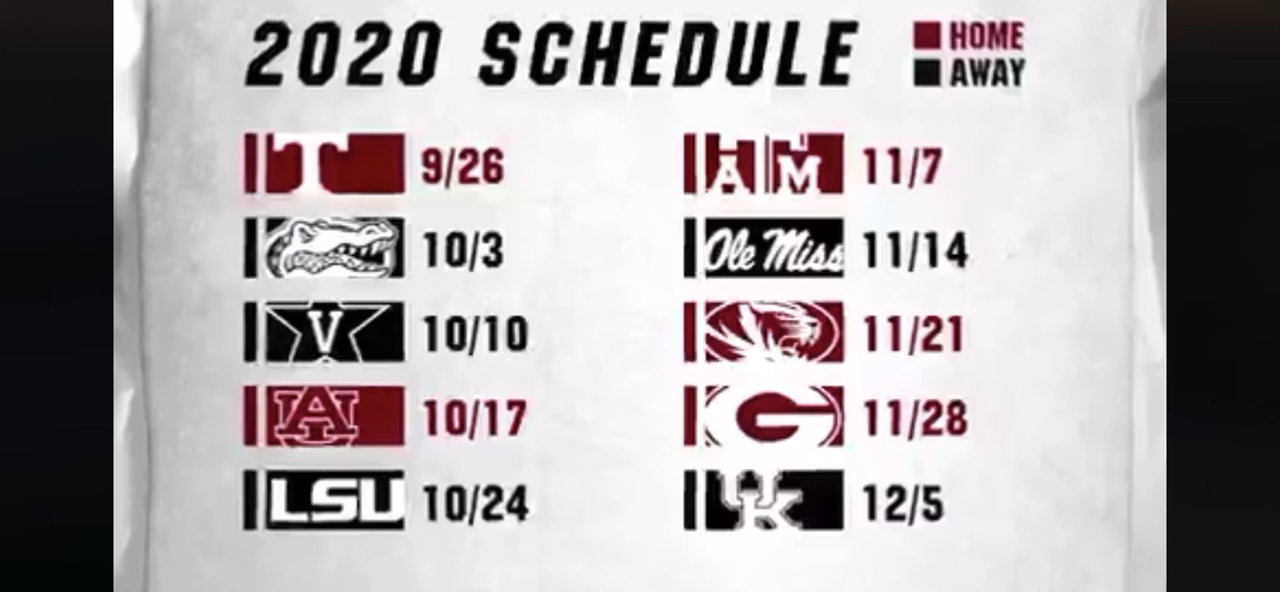 2020 SCHEDULE
HOME
AWAY
T 9/26
10/3
V 10/10
AU 10/17
LSU 10/24
ATM 11/7
Ole Miss 11/14
11/21
G 11/28
UK 12/5